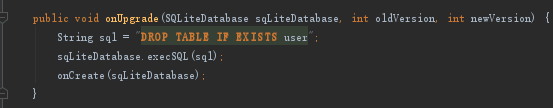 public void onUpgrade(SQLiteDatabase sqLiteDatabase, int oldVersion, int newVersion) {
String sql = "DROP TABLE IF EXISTS user";
sqLiteDatabase.execSQL(sql);
onCreate(sqLiteDatabase);
}